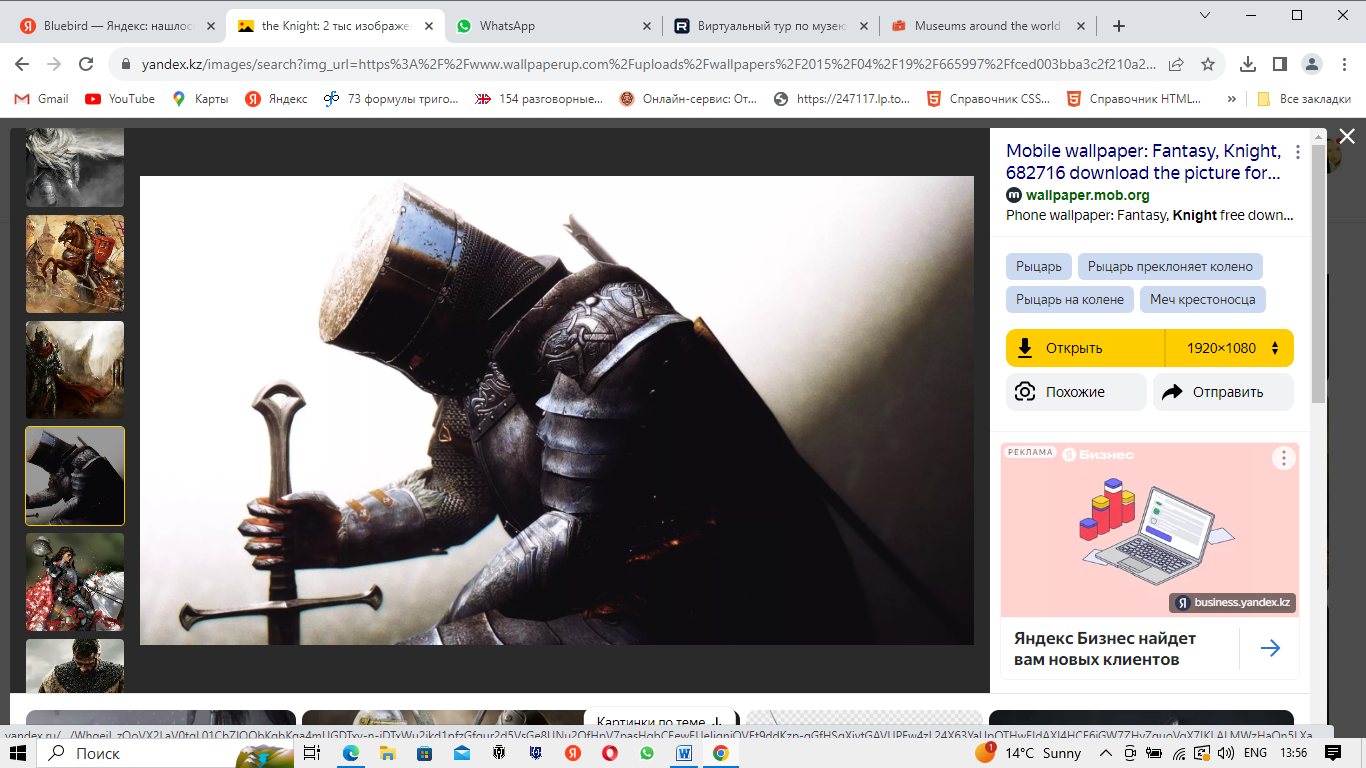 Bluebird — Яндекс: нашлос
the Knight: 2 тыс изображе
WhatsApp
Виртуальный тур по музею
Museums around the world
yandex.kz/images/search?img_url=https%3A%2F%2Fwww.wallpaperup.com%2Fuploads%2Fwallpapers%2F2015%2F04%2F19%2F665997%2Ffced003bba3c2f210a2...
Gmail
YouTube
Карты
Яндекс
73 формулы триго...
154 разговорные...
Онлайн-сервис: От...
https://247117.lp.to...
Справочник CSS...
Справочник HTML...
»
Все закладки
Mobile wallpaper: Fantasy, Knight,
682716 download the picture for...
wallpaper.mob.org
Phone wallpaper: Fantasy, Knight free down...
Рыцарь
Рыцарь преклоняет колено
Рыцарь на колене
Меч крестоносца
Открыть
1920×1080
Похожие
Отправить
РЕКЛАМА
Я Бизнес
business.yandex.kz
Яндекс Бизнес найдет
вам новых клиентов
Картинки по теме
Поиск
1
14°C Sunny
ENG
13:56